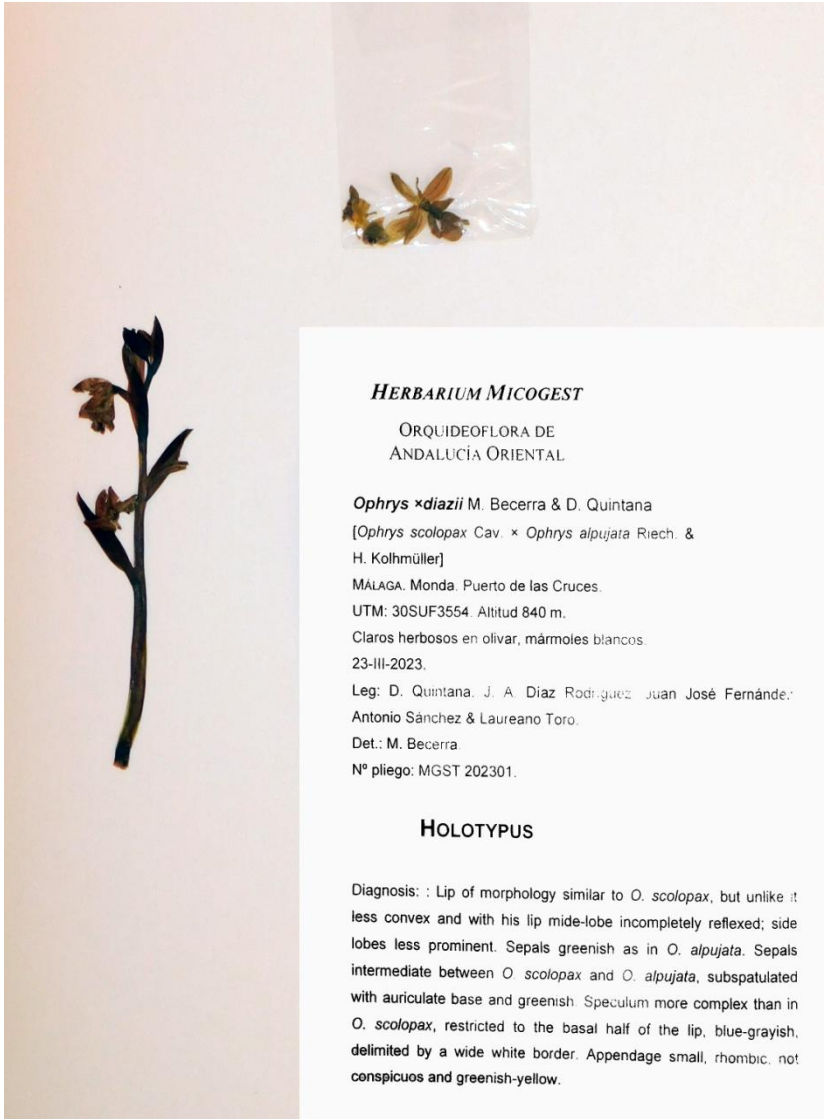 HERBARIUM MICOGEST
ORQUIDEOFLORA DE
ANDALUCÍA ORIENTAL
Ophrys ×diazii M. Becerra & D. Quintana
[Ophrys scolopax Cav. × Ophrys alpujata Riech. &
H. Kolhmüller]
MÁLAGA. Monda. Puerto de las Cruces.
UTM: 30SUF3554. Altitud 840 m.
Claros herbosos en olivar, mármoles blancos.
23-III-2023.
Leg: D. Quintana, J. A. Diaz Rodriguez Juan José Fernánde
Antonio Sánchez & Laureano Toro.
Det.: M. Becerra.
Nº pliego: MGST 202301.
HOLOTYPUS
Diagnosis: : Lip of morphology similar to O. scolopax, but unlike it
less convex and with his lip mide-lobe incompletely reflexed; side
lobes less prominent. Sepals greenish as in O. alpujata. Sepals
intermediate between O. scolopax and O. alpujata, subspatulated
with auriculate base and greenish. Speculum more complex than in
O. scolopax, restricted to the basal half of the lip, blue-grayish,
delimited by a wide white border. Appendage small, rhombic, not
conspicuos and greenish-yellow.